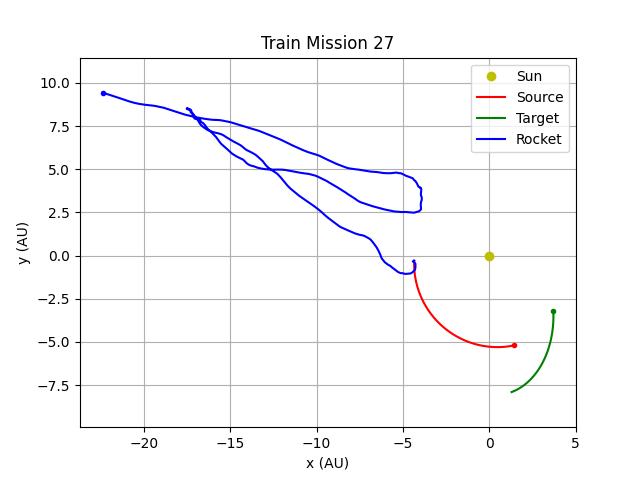 Train Mission 27
Sun
Source
Target
Rocket
10.0
7.5
5.0
2.5
0.0
−2.5
−5.0
−7.5
y (AU)
−20 −15 −10 −5 0 5
x (AU)